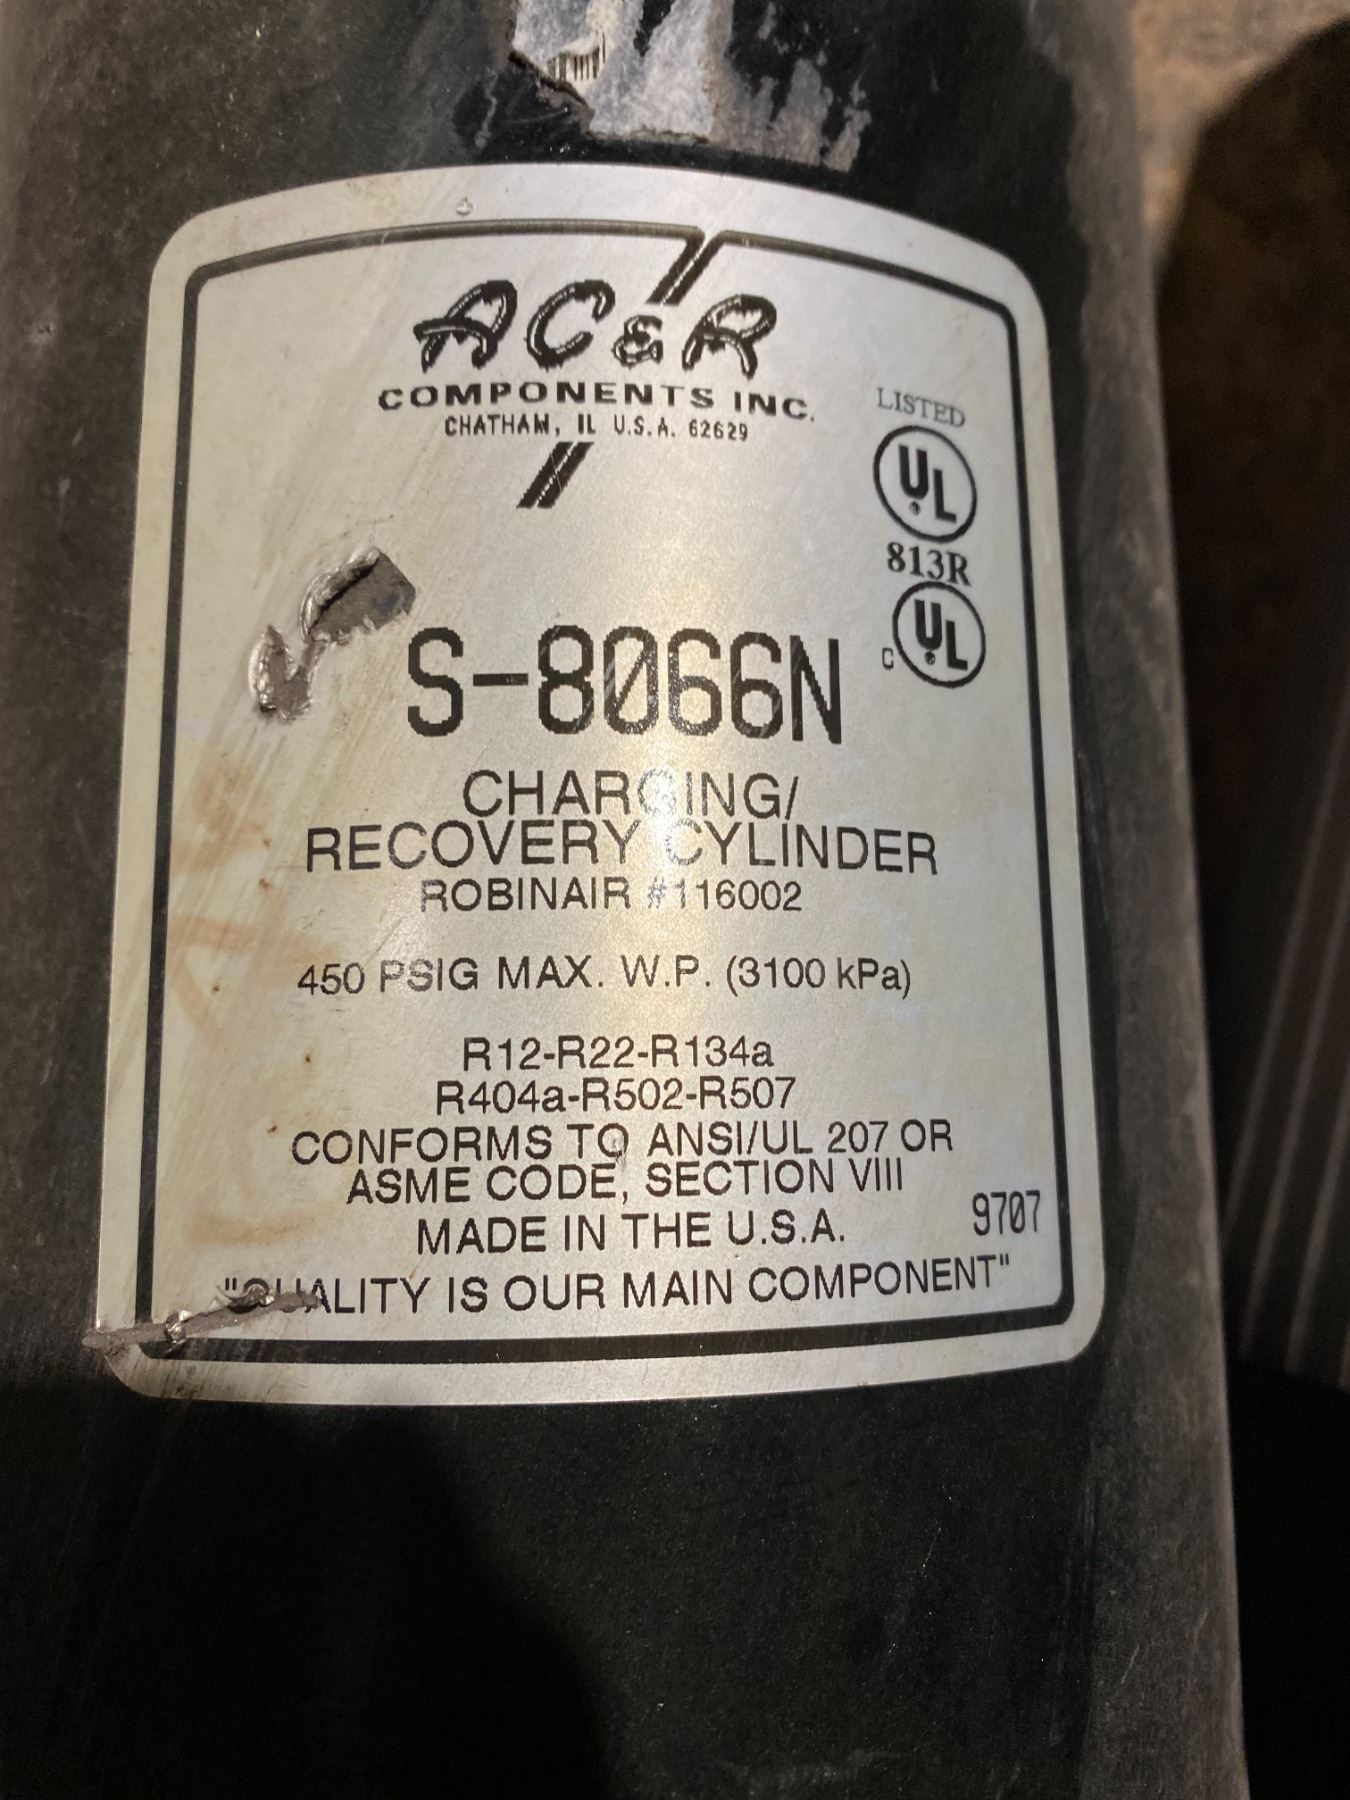 AC&R
COMPONENTS INC.
CHATHAM, IL U.S.A. 62629
LISTED
UL
®
813R
C UL
®
S-8066N
CHARGING/
RECOVERY CYLINDER
ROBINAIR #116002
450 PSIG MAX. W.P. (3100 kPa)
R12-R22-R134a
R404a-R502-R507
CONFORMS TO ANSI/UL 207 OR
ASME CODE, SECTION VIII
MADE IN THE U.S.A.
9707
"QUALITY IS OUR MAIN COMPONENT"